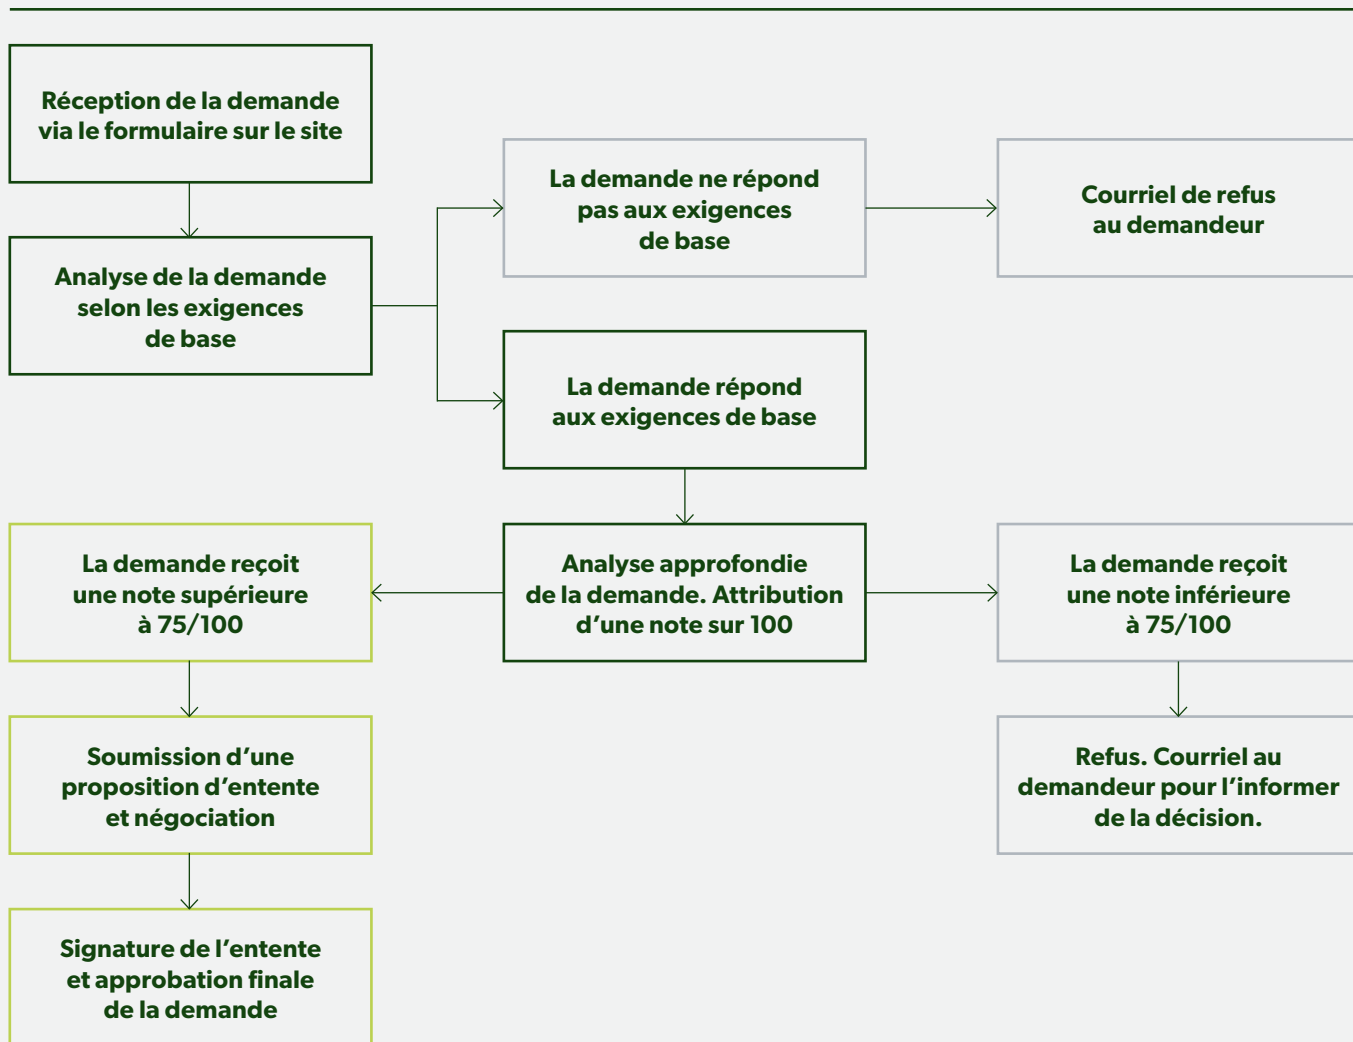 Réception de la demande
via le formulaire sur le site
Analyse de la demande
selon les exigences
de base
La demande ne répond
pas aux exigences
de base
Courriel de refus
au demandeur
La demande répond
aux exigences de base
Analyse approfondie
de la demande. Attribution
d’une note sur 100
La demande reçoit
une note supérieure
à 75/100
La demande reçoit
une note inférieure
à 75/100
Soumission d’une
proposition d’entente
et négociation
Refus. Courriel au
demandeur pour l’informer
de la décision.
Signature de l’entente
et approbation finale
de la demande